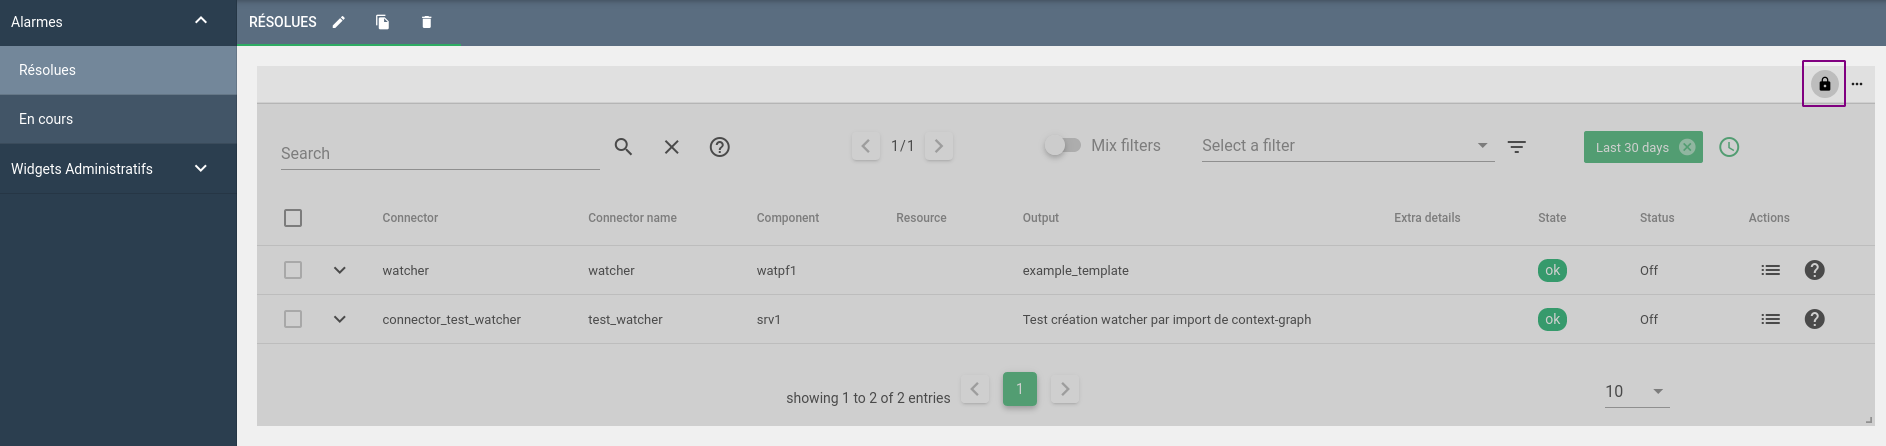 Alarmes
RÉSOLUES
Résolues
En cours
Widgets Administratifs
Search
1/1
Mix filters
Select a filter
Last 30 days
Connector Connector name Component Resource Output Extra details State Status Actions
watcher watcher watpf1 example_template ok Off
connector_test_watcher test_watcher srv1 Test création watcher par import de context-graph ok Off
showing 1 to 2 of 2 entries
1
10